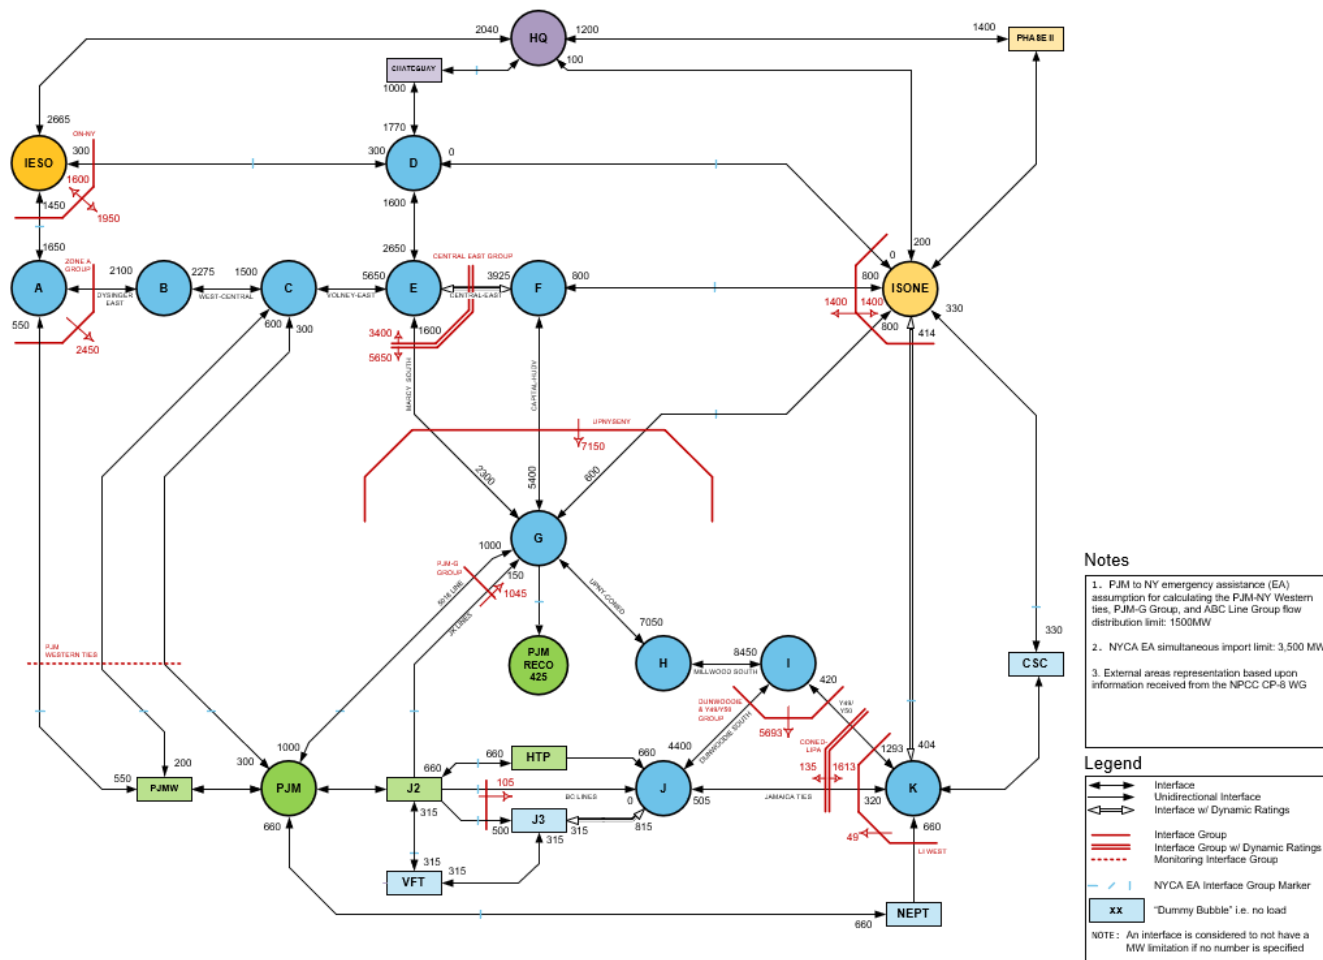 2040
HQ
1200
1400
PHASE II
CHATEGUAY
100
1000
2665
ON-NY
1770
IESO
300
300
D
0
1600
1450
1950
1600
1650
ZONE A
GROUP
2100
2275
1500
2650
5650
CENTRAL EAST GROUP
3925
800
0
200
800
A
B
C
E
F
ISONE
DYSINGER
EAST
WEST-CENTRAL
VOLNEY-EAST
CENTRAL-EAST
550
600
300
2450
3400
5650
1600
1400
1400
800
330
414
MARCY SOUTH
CAPITAL-HUDV
UPNYSENY
7150
2300
5400
600
G
1000
PJM-G
GROUP
150
1045
5018 LINE
JK LINES
UPNY-CONED
7050
PJM
WESTERN TIES
PJM
RECO
425
H
8450
MILLWOOD SOUTH
I
420
330
CSC
DUNWOODIE
& Y49/Y50
GROUP
DUNWOODIE SOUTH
5693
Y49/
Y50
CONED-
LIPA
1293
404
135
1613
1000
300
200
550
PJMW
PJM
660
660
HTP
660
4400
J2
105
BC LINES
0
J
505
JAMAICA TIES
320
K
660
315
500
J3
315
815
315
49
LI WEST
VFT
315
315
660
660
NEPT
Notes
1. PJM to NY emergency assistance (EA)
assumption for calculating the PJM-NY Western
ties, PJM-G Group, and ABC Line Group flow
distribution limit: 1500MW
2. NYCA EA simultaneous import limit: 3,500 MW
3. External areas representation based upon
information received from the NPCC CP-8 WG
Legend
Interface
Unidirectional Interface
Interface w/ Dynamic Ratings
Interface Group
Interface Group w/ Dynamic Ratings
Monitoring Interface Group
NYCA EA Interface Group Marker
xx
"Dummy Bubble" i.e. no load
NOTE: An interface is considered to not have a
MW limitation if no number is specified